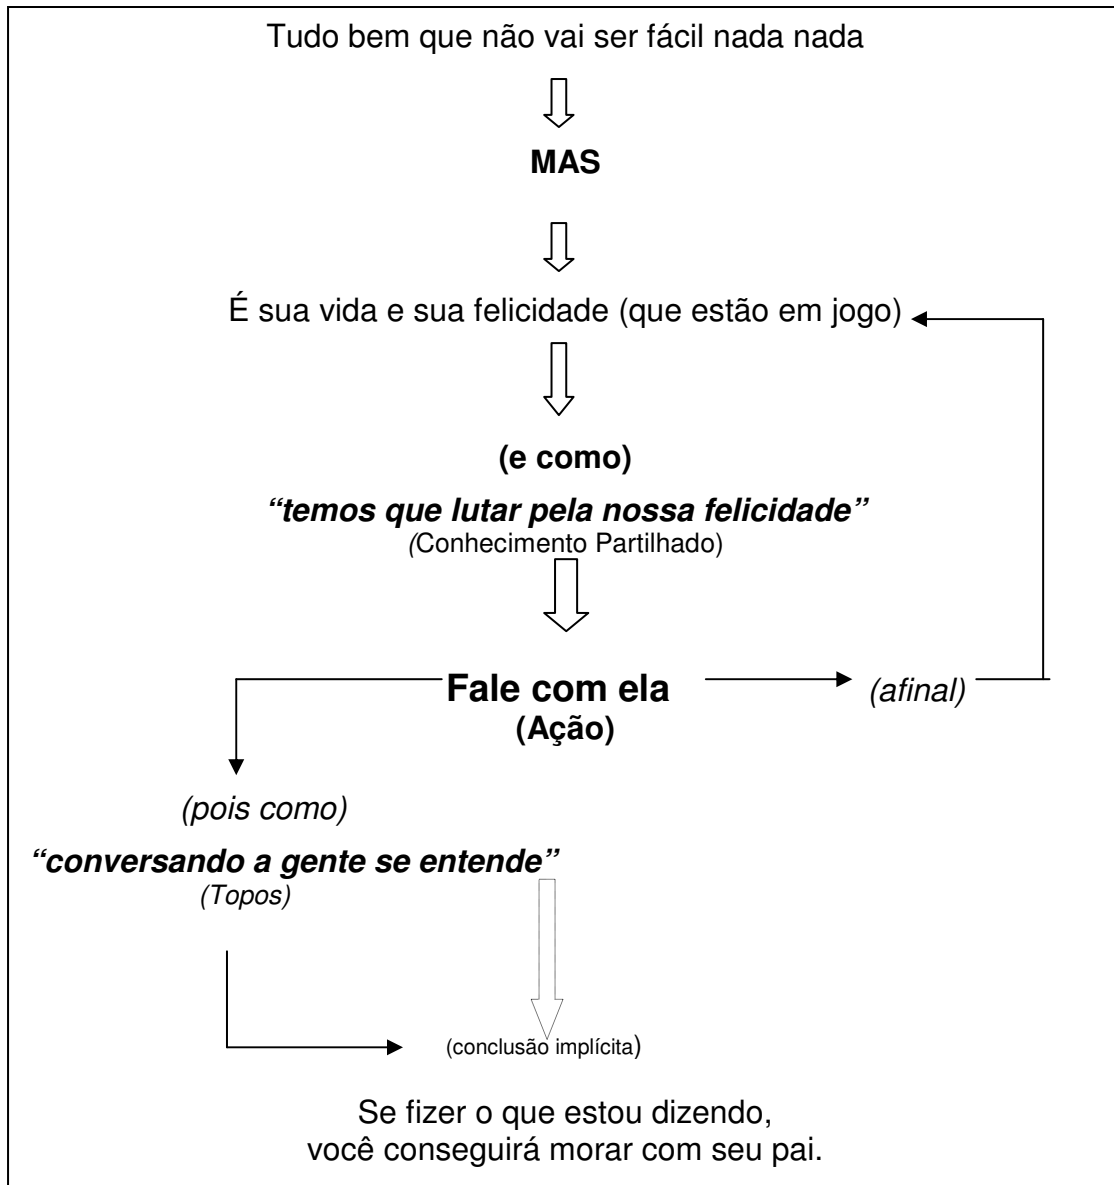 Tudo bem que não vai ser fácil nada nada
MAS
É sua vida e sua felicidade (que estão em jogo)
(e como)
“temos que lutar pela nossa felicidade”
(Conhecimento Partilhado)
Fale com ela
(afinal)
(Ação)
(pois como)
“conversando a gente se entende”
(Topos)
(conclusão implícita)
Se fizer o que estou dizendo,
você conseguirá morar com seu pai.